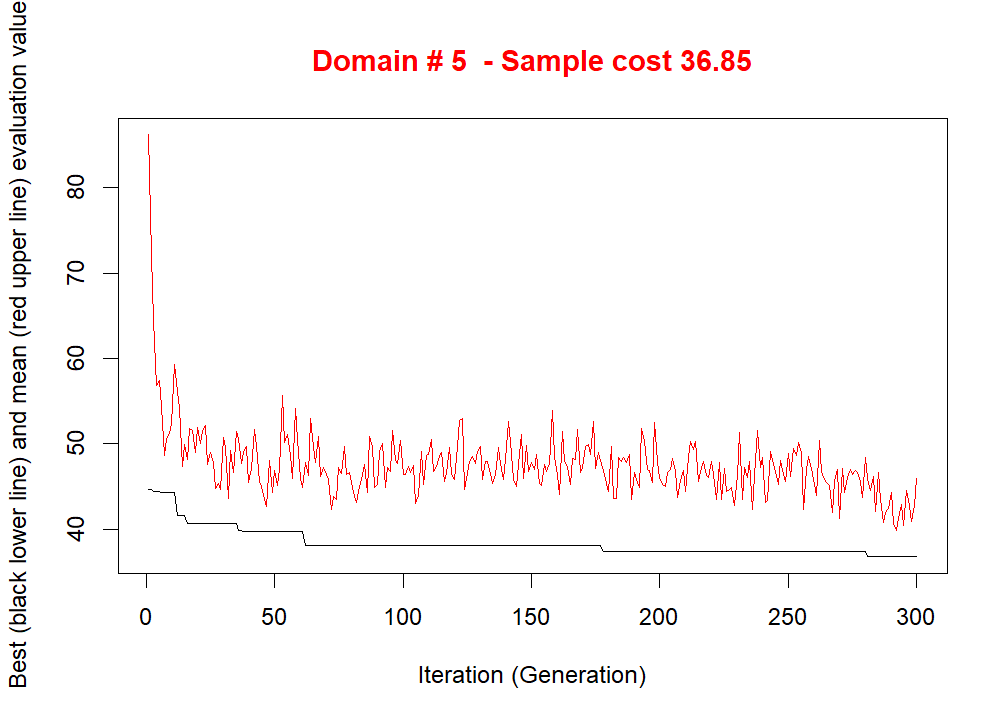 Domain # 5  - Sample cost 36.85
Best (black lower line) and mean (red upper line) evaluation value
80
70
60
50
40
0 50 100 150 200 250 300
Iteration (Generation)